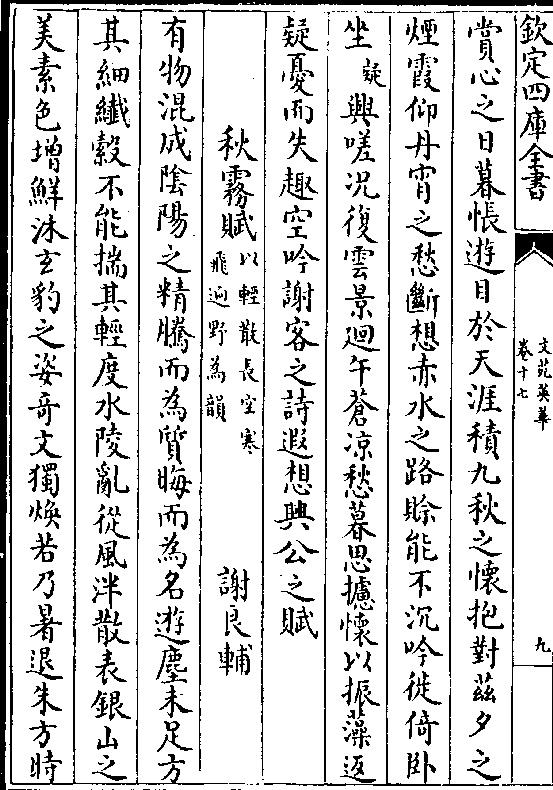 欽定四庫全書
文苑英華
卷十七
九
賞心之日暮悵遊目於天涯積九秋之懷抱對茲夕之
煙霞仰丹霄之愁斷想赤水之路賒能不沉吟徙倚卧
坐疑興嗟况復雲景迴午蒼凉愁暮思攄懷以振藻返
疑憂而失趣空吟謝客之詩遐想興公之賦
秋霧賦以輕散長空寒飛迥野為韻 謝良輔
有物混成陰陽之精騰而為質晦而為名遊塵未足方
其細纖縠不能揣其輕度水陵亂從風泮散表銀山之
美素色增鮮沐玄豹之姿奇文獨煥若乃暑退朱方時